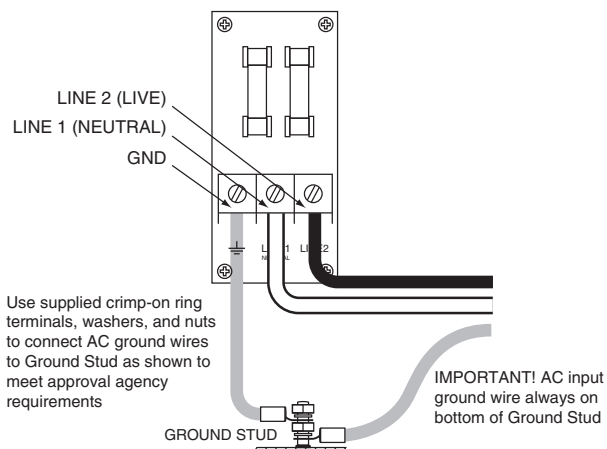 LINE 2 (LIVE)
LINE 1 (NEUTRAL)
GND
LINE2
Use supplied crimp-on ring
terminals, washers, and nuts
to connect AC ground wires
to Ground Stud as shown to
meet approval agency
requirements
IMPORTANT! AC input
ground wire always on
bottom of Ground Stud
GROUND STUD